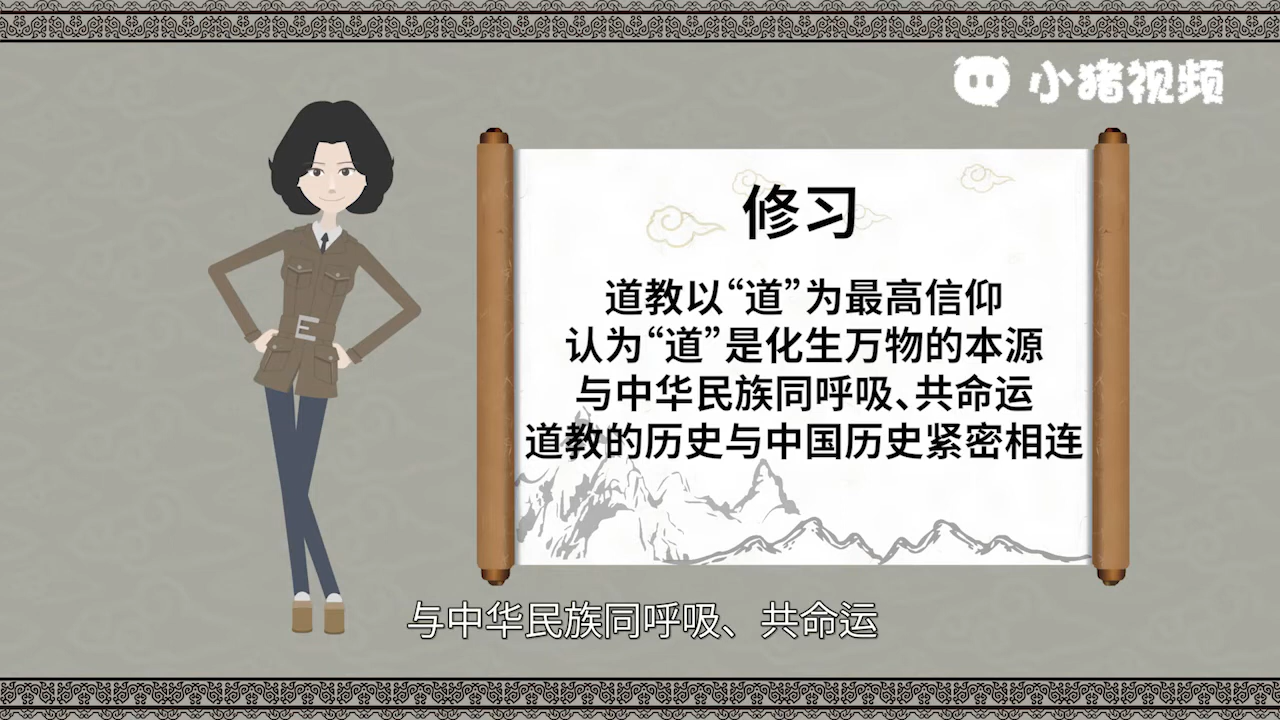 小猪视频
修习
道教以“道”为最高信仰
认为“道”是化生万物的本源
与中华民族同呼吸、共命运
道教的历史与中国历史紧密相连
与中华民族同呼吸、共命运